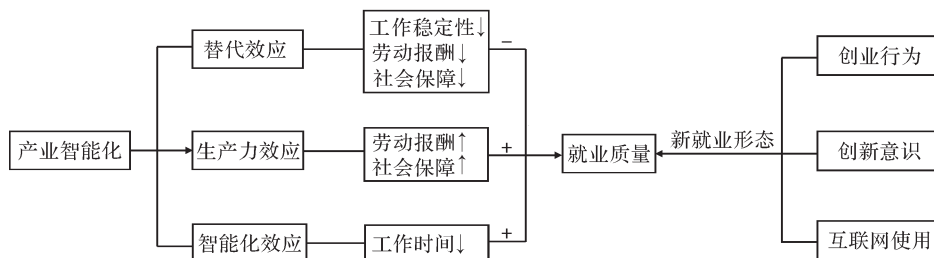 产业智能化
替代效应
工作稳定性↓
劳动报酬↓
社会保障↓
−
生产力效应
劳动报酬↑
社会保障↑
+
智能化效应
工作时间↓
+
就业质量
新就业形态
创业行为
创新意识
互联网使用